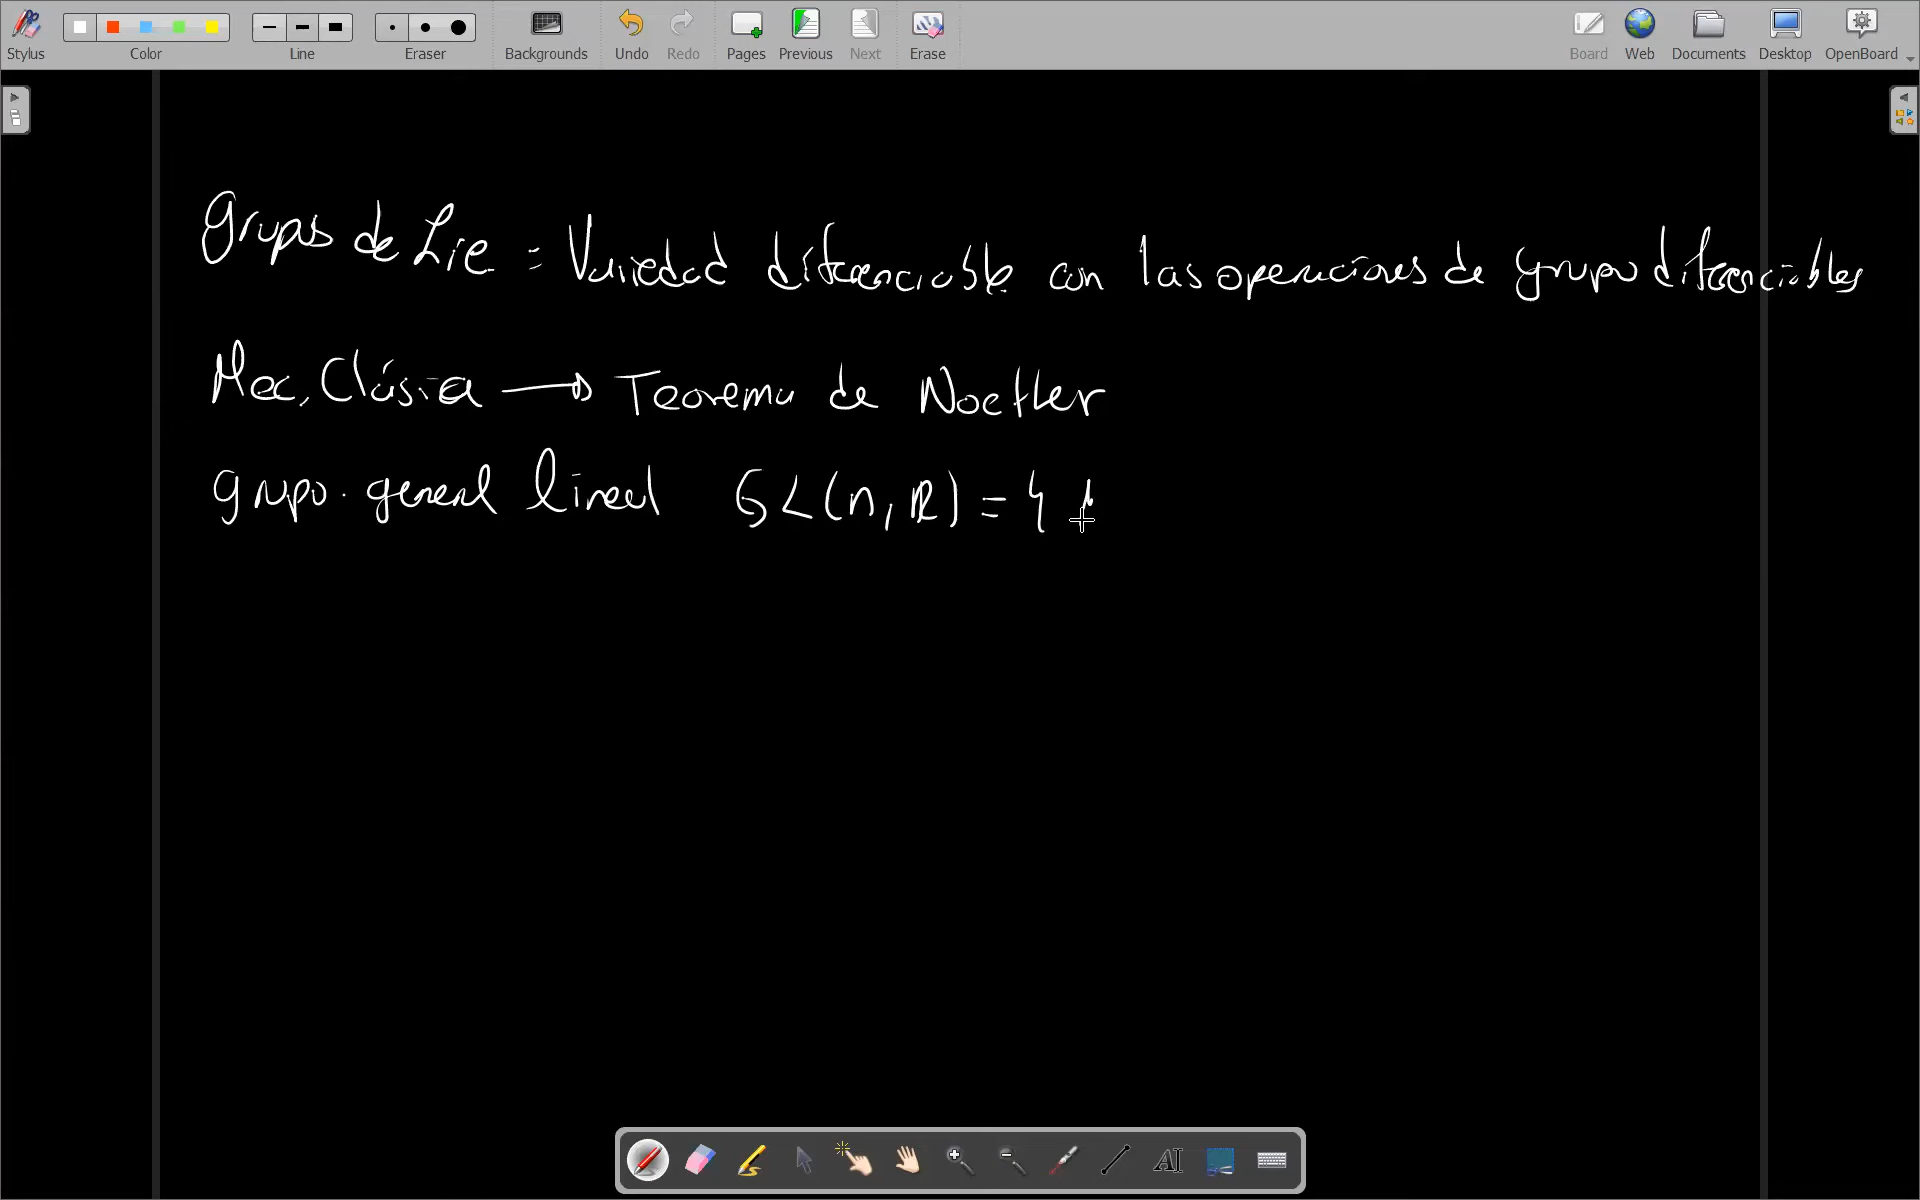 Stylus Color Line Eraser Backgrounds Undo Redo Pages Previous Next Erase Board Web Documents Desktop OpenBoard
Grupos de Lie = Variedad diferenciable con las operaciones de grupo diferenciables
Mec. Clásica → Teorema de Noether
Grupo general lineal GL(n, ℝ) = {